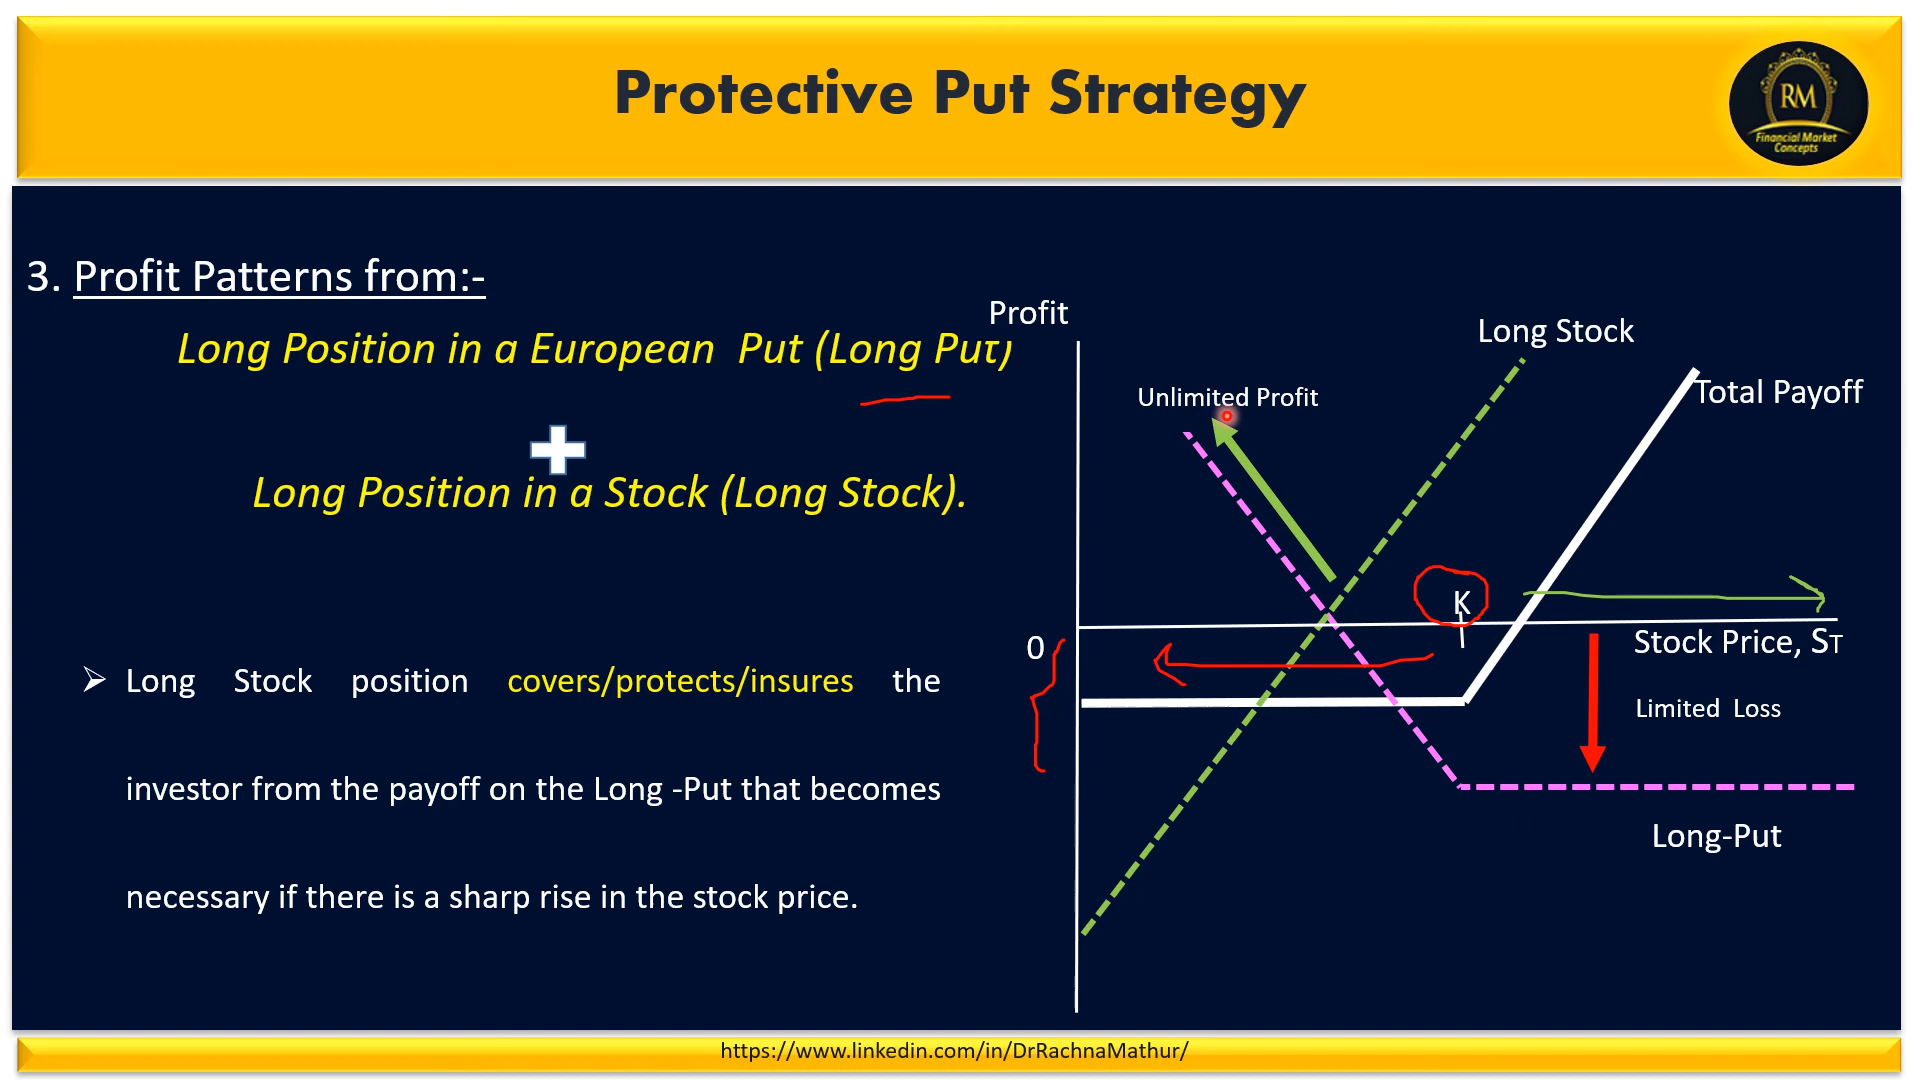 Protective Put Strategy
RM
Financial Market
Concepts
3. Profit Patterns from:-
Long Position in a European Put (Long Put)
Long Position in a Stock (Long Stock).
➢ Long Stock position covers/protects/insures the
investor from the payoff on the Long -Put that becomes
necessary if there is a sharp rise in the stock price.
Profit
Long Stock
Unlimited Profit
Total Payoff
K
0
Stock Price, ST
Limited Loss
Long-Put
https://www.linkedin.com/in/DrRachnaMathur/